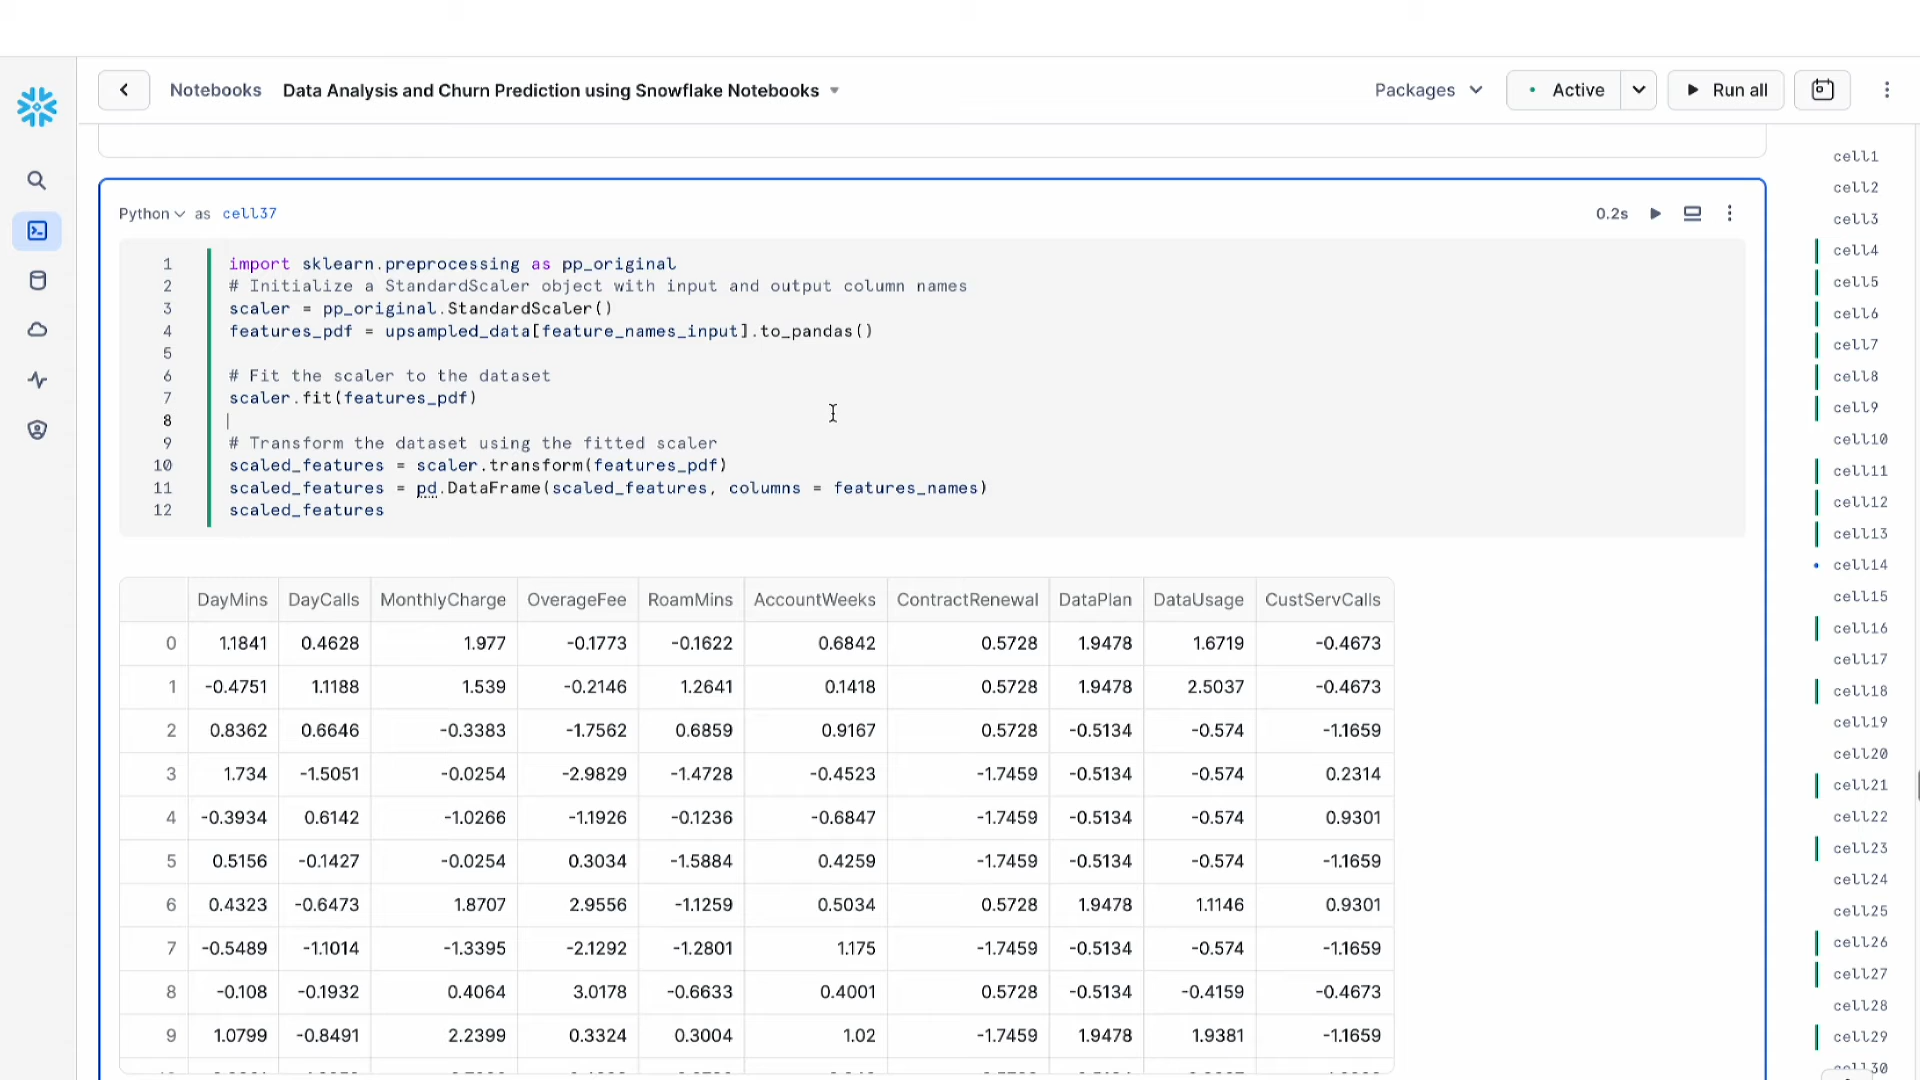 Notebooks Data Analysis and Churn Prediction using Snowflake Notebooks Packages Active Run all
Python as cell37 0.2s
1 import sklearn.preprocessing as pp_original
2 # Initialize a StandardScaler object with input and output column names
3 scaler = pp_original.StandardScaler()
4 features_pdf = upsampled_data[feature_names_input].to_pandas()
5
6 # Fit the scaler to the dataset
7 scaler.fit(features_pdf)
8
9 # Transform the dataset using the fitted scaler
10 scaled_features = scaler.transform(features_pdf)
11 scaled_features = pd.DataFrame(scaled_features, columns = features_names)
12 scaled_features
DayMins DayCalls MonthlyCharge OverageFee RoamMins AccountWeeks ContractRenewal DataPlan DataUsage CustServCalls
0 1.1841 0.4628 1.977 -0.1773 -0.1622 0.6842 0.5728 1.9478 1.6719 -0.4673
1 -0.4751 1.1188 1.539 -0.2146 1.2641 0.1418 0.5728 1.9478 2.5037 -0.4673
2 0.8362 0.6646 -0.3383 -1.7562 0.6859 0.9167 0.5728 -0.5134 -0.574 -1.1659
3 1.734 -1.5051 -0.0254 -2.9829 -1.4728 -0.4523 -1.7459 -0.5134 -0.574 0.2314
4 -0.3934 0.6142 -1.0266 -1.1926 -0.1236 -0.6847 -1.7459 -0.5134 -0.574 0.9301
5 0.5156 -0.1427 -0.0254 0.3034 -1.5884 0.4259 -1.7459 -0.5134 -0.574 -1.1659
6 0.4323 -0.6473 1.8707 2.9556 -1.1259 0.5034 0.5728 1.9478 1.1146 0.9301
7 -0.5489 -1.1014 -1.3395 -2.1292 -1.2801 1.175 -1.7459 -0.5134 -0.574 -1.1659
8 -0.108 -0.1932 0.4064 3.0178 -0.6633 0.4001 0.5728 -0.5134 -0.4159 -0.4673
9 1.0799 -0.8491 2.2399 0.3324 0.3004 1.02 -1.7459 1.9478 1.9381 -1.1659
cell1
cell2
cell3
cell4
cell5
cell6
cell7
cell8
cell9
cell10
cell11
cell12
cell13
cell14
cell15
cell16
cell17
cell18
cell19
cell20
cell21
cell22
cell23
cell24
cell25
cell26
cell27
cell28
cell29